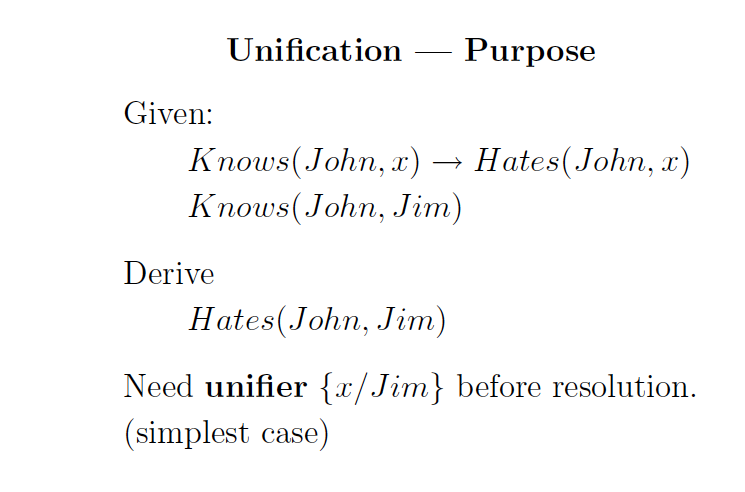 Unification — Purpose
Given:
Knows(John, x) → Hates(John, x)
Knows(John, Jim)
Derive
Hates(John, Jim)
Need unifier {x/Jim} before resolution.
(simplest case)